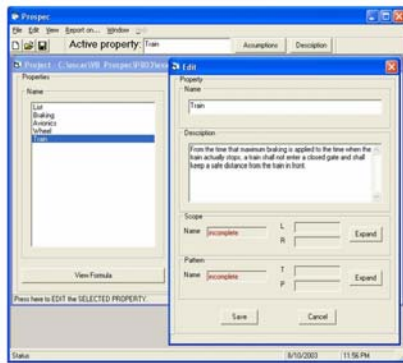 Prospec
File Edit View Report on... Window
Active property: Train Assumptions Description
Edit
Properties
Name
List
Braking
Avionics
Wheel
Train
View Formula
Press here to EDIT the SELECTED PROPERTY.
Property
Name
Train
Description
From the time that maximum braking is applied to the time when the
train actually stops, a train shall not enter a closed gate and shall
keep a safe distance from the train in front.
Scope
Name incomplete L
R
Expand
Pattern
Name incomplete T
P
Expand
Save Cancel
Status 8/10/2003 11:56 PM